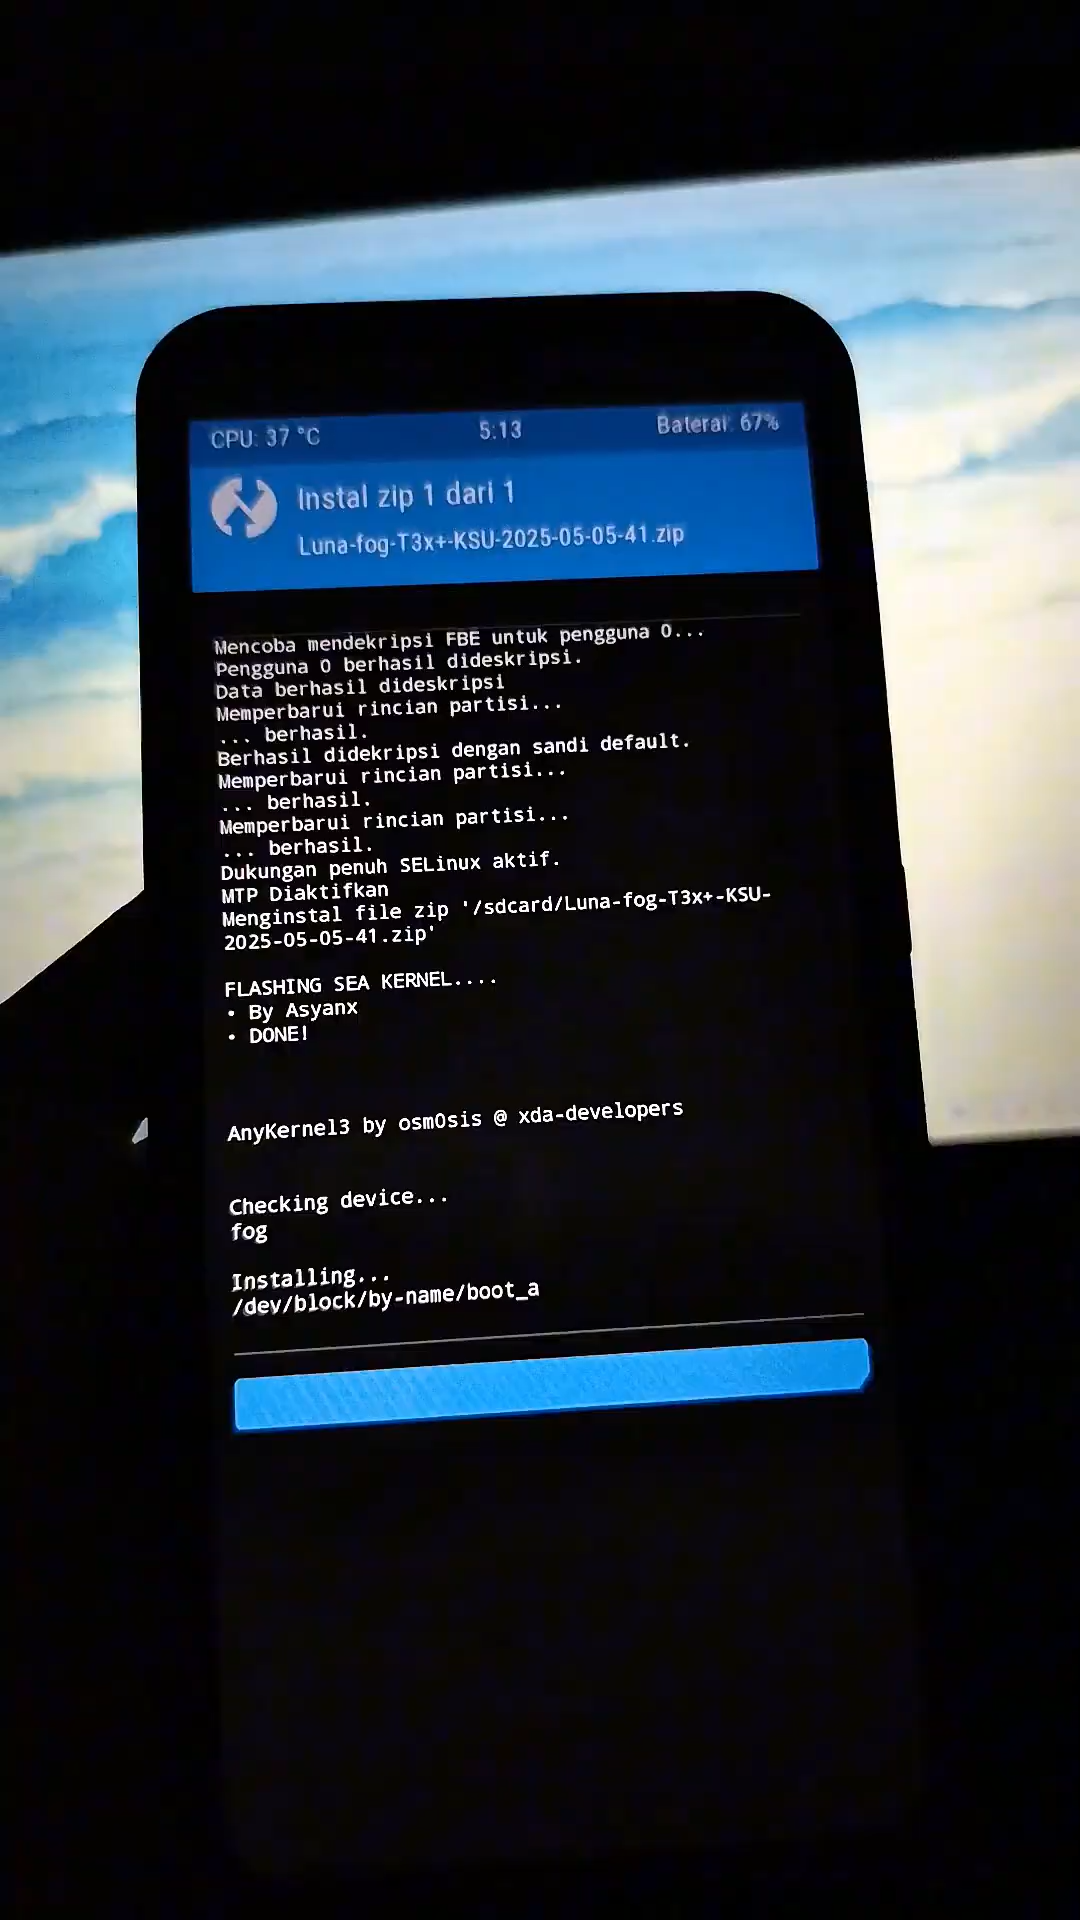 CPU: 37 °C 5:13 Baterai: 67%
Instal zip 1 dari 1
Luna-fog-T3x+-KSU-2025-05-05-41.zip
Mencoba mendekripsi FBE untuk pengguna 0...
Pengguna 0 berhasil dideskripsi.
Data berhasil dideskripsi
Memperbarui rincian partisi...
... berhasil.
Berhasil didekripsi dengan sandi default.
Memperbarui rincian partisi...
... berhasil.
Memperbarui rincian partisi...
... berhasil.
Dukungan penuh SELinux aktif.
MTP Diaktifkan
Menginstal file zip '/sdcard/Luna-fog-T3x+-KSU-
2025-05-05-41.zip'
FLASHING SEA KERNEL....
• By Asyanx
• DONE!
AnyKernel3 by osm0sis @ xda-developers
Checking device...
fog
Installing...
/dev/block/by-name/boot_a